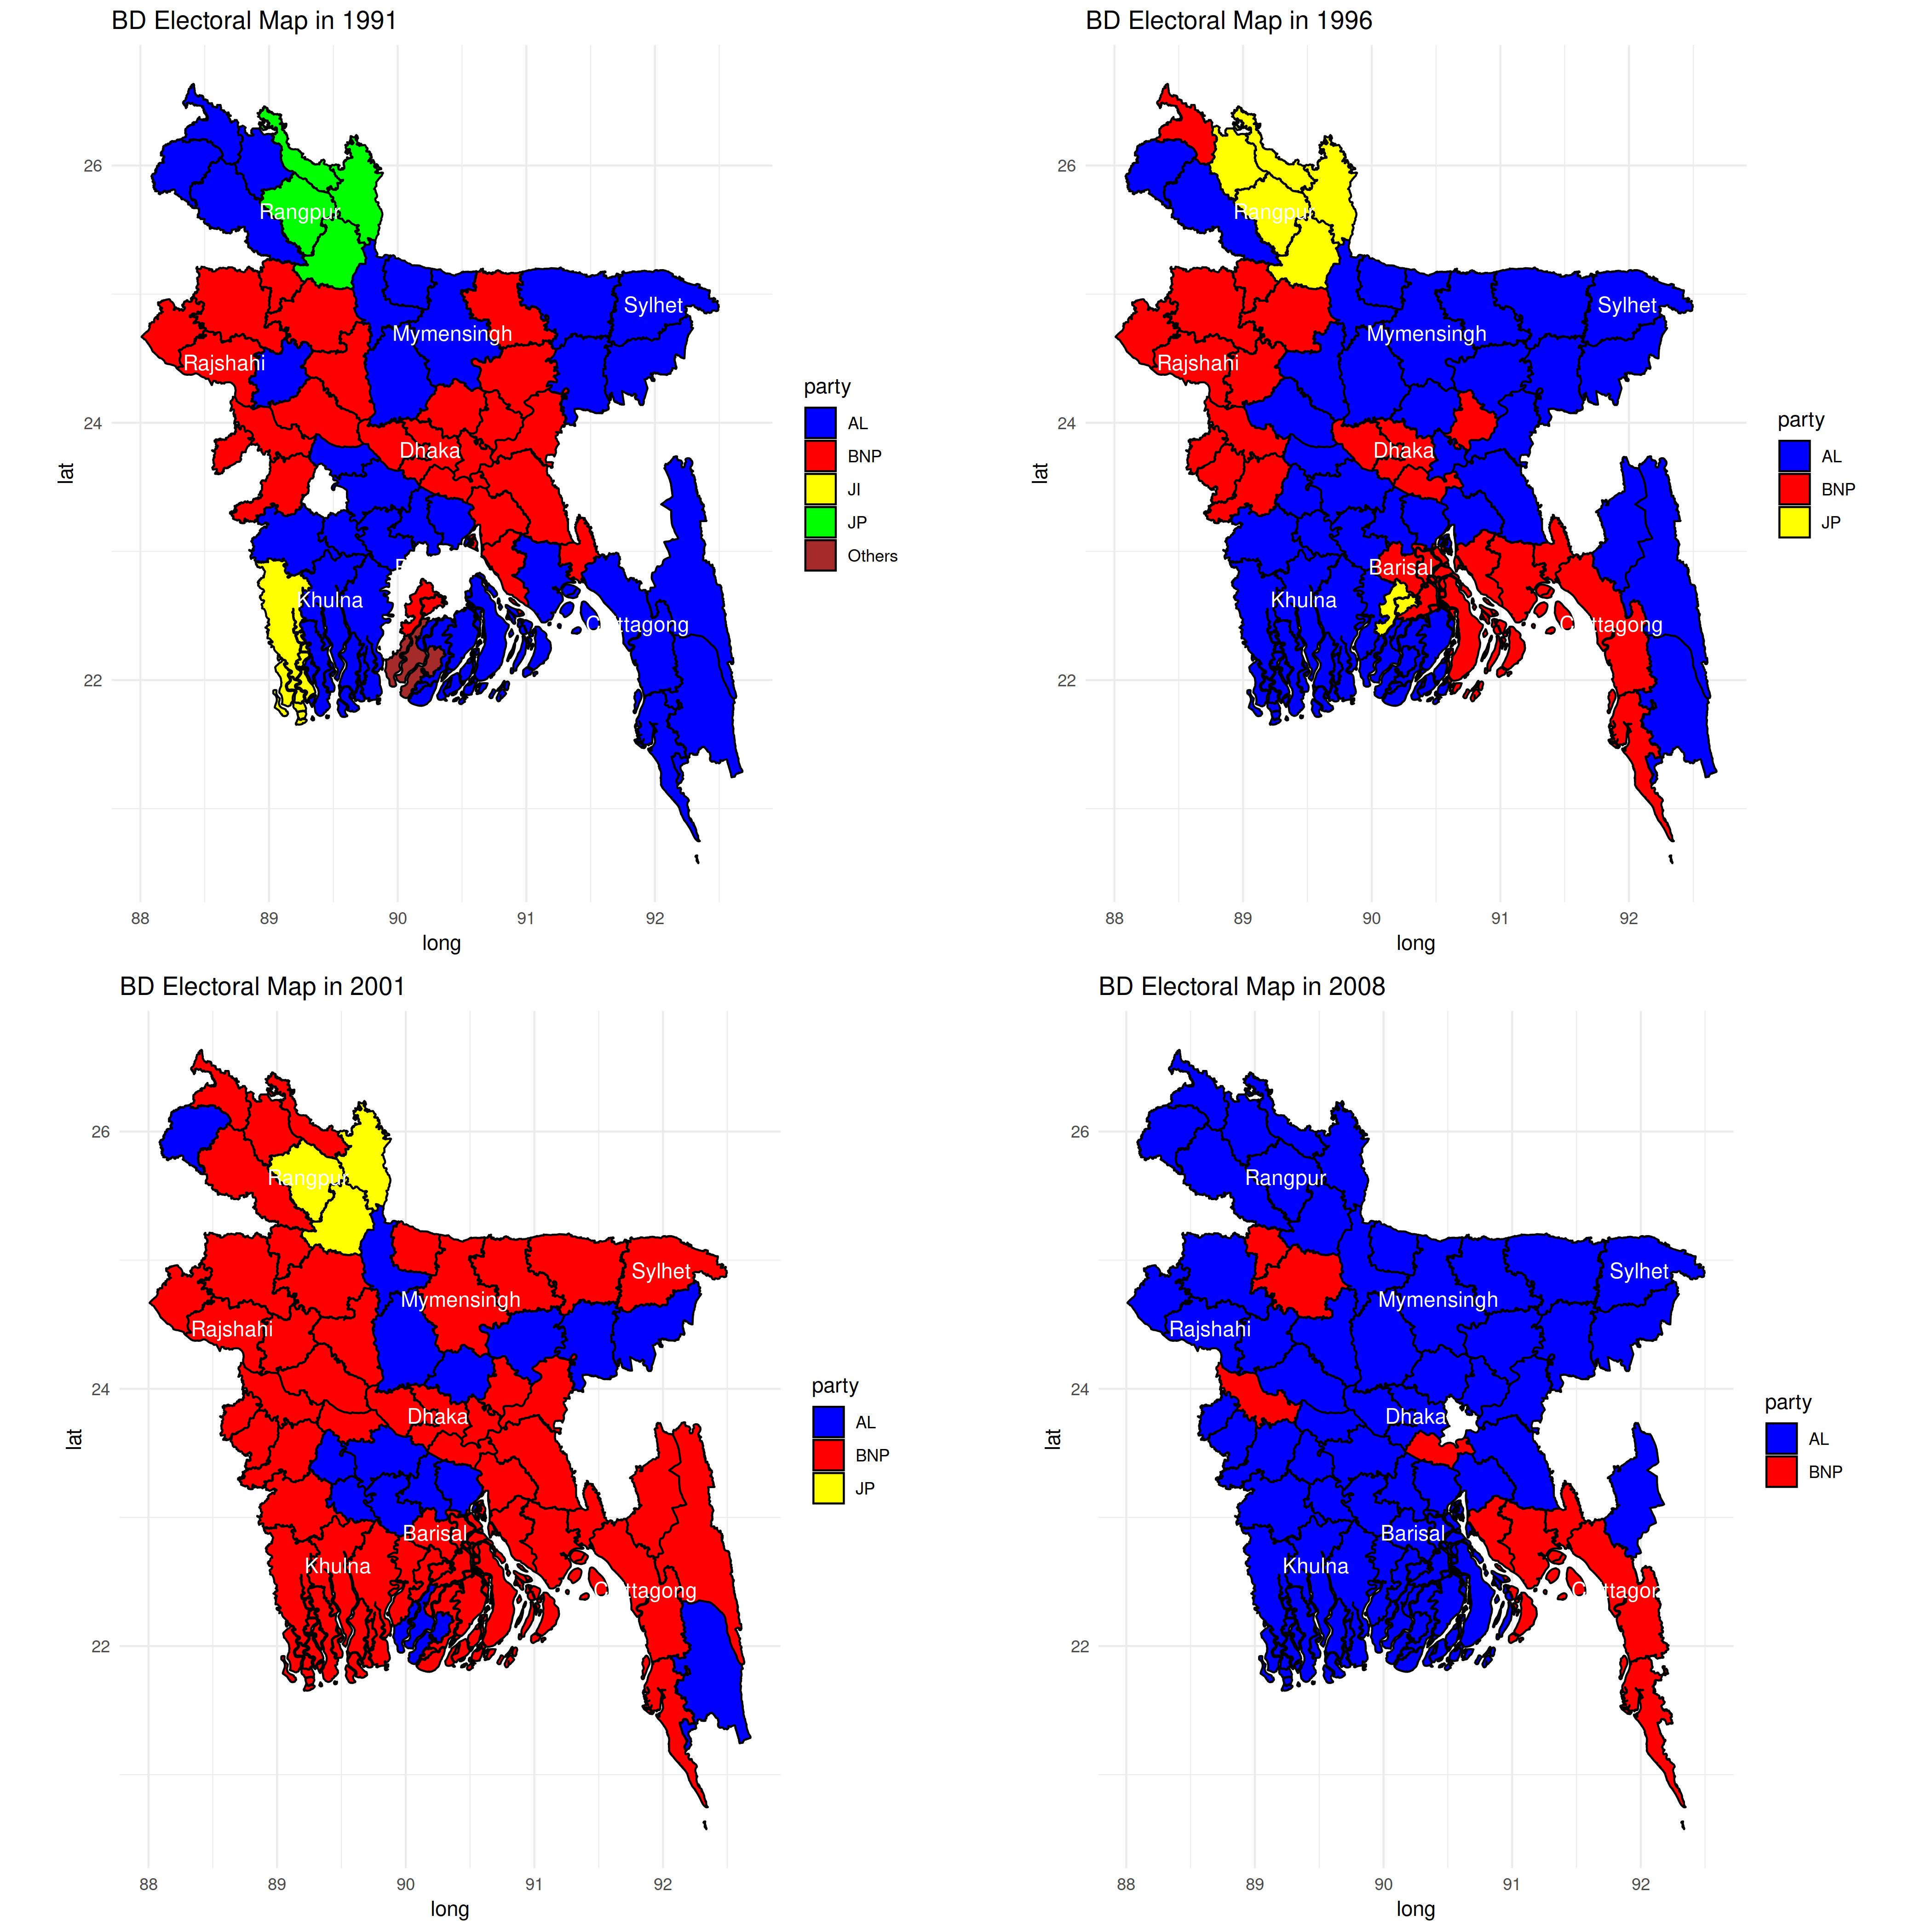 BD Electoral Map in 1991
26
24
22
lat
Rangpur
Sylhet
Mymensingh
Rajshahi
Dhaka
Khulna
88 89 90 91 92
long
party
AL
BNP
JI
JP
Others
BD Electoral Map in 1996
26
24
22
lat
Rangpur
Sylhet
Mymensingh
Rajshahi
Dhaka
Barisal
Khulna
Chittagong
88 89 90 91 92
long
party
AL
BNP
JP
BD Electoral Map in 2001
26
24
22
lat
Rangpur
Sylhet
Mymensingh
Rajshahi
Dhaka
Barisal
Khulna
Chittagong
88 89 90 91 92
long
party
AL
BNP
JP
BD Electoral Map in 2008
26
24
22
lat
Rangpur
Sylhet
Mymensingh
Rajshahi
Dhaka
Barisal
Khulna
88 89 90 91 92
long
party
AL
BNP